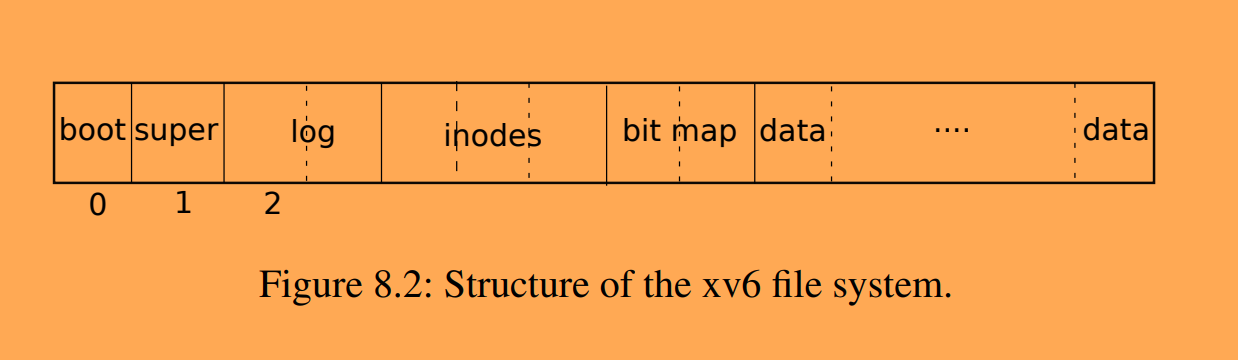 boot super log inodes bit map data .... data
0 1 2
Figure 8.2: Structure of the xv6 file system.